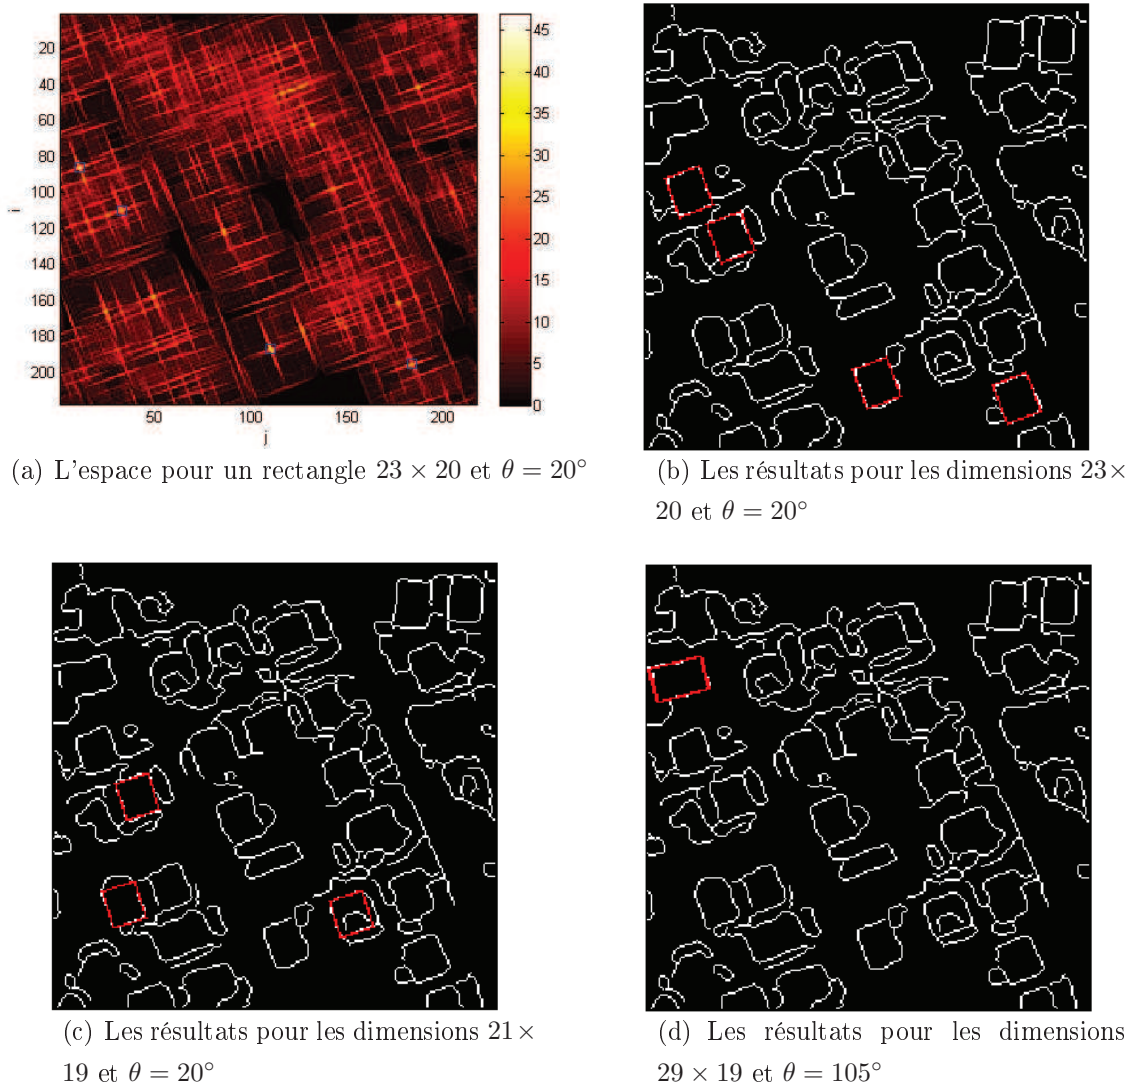 20
40
60
80
100
120
140
160
180
200
i
50
100
150
200
j
45
40
35
30
25
20
15
10
5
0
(a) L'espace pour un rectangle 23 × 20 et θ = 20°
(b) Les résultats pour les dimensions 23×
20 et θ = 20°
(c) Les résultats pour les dimensions 21×
19 et θ = 20°
(d) Les résultats pour les dimensions
29 × 19 et θ = 105°